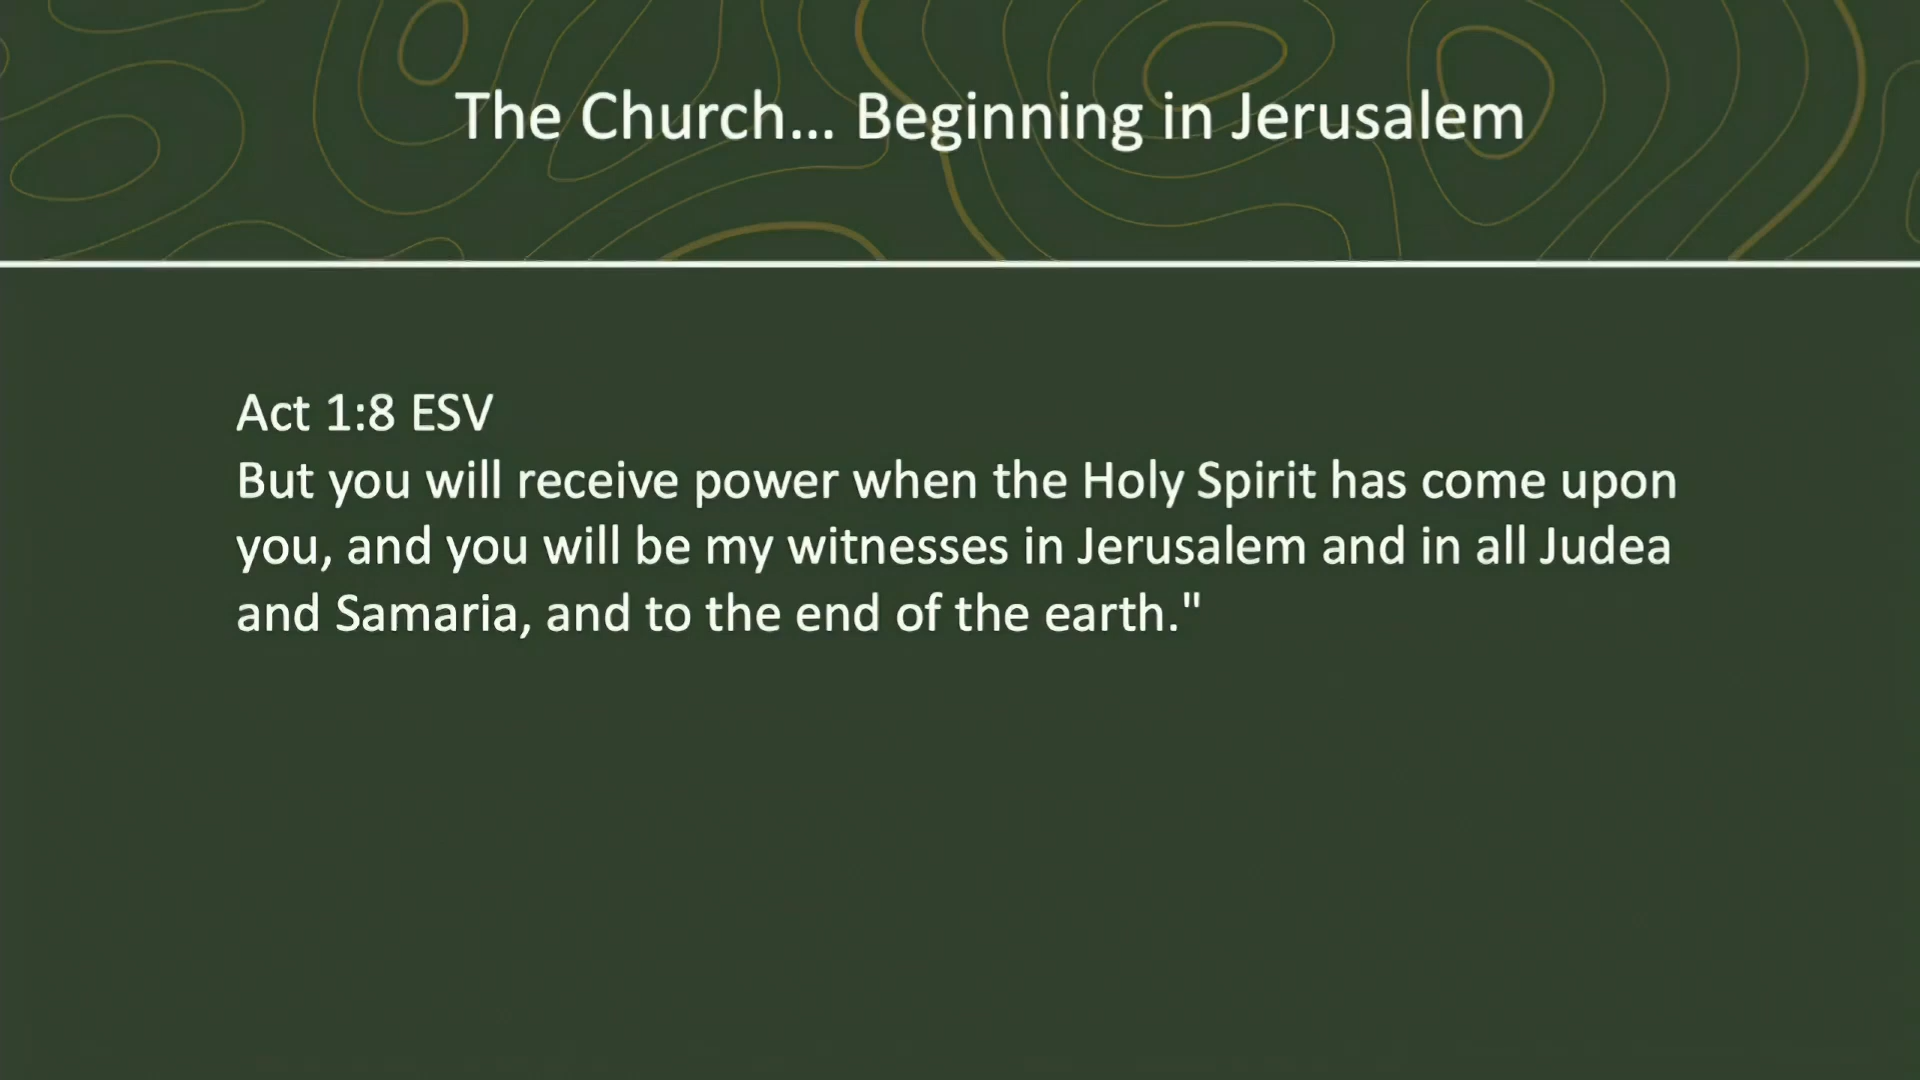 The Church... Beginning in Jerusalem
Act 1:8 ESV
But you will receive power when the Holy Spirit has come upon
you, and you will be my witnesses in Jerusalem and in all Judea
and Samaria, and to the end of the earth."